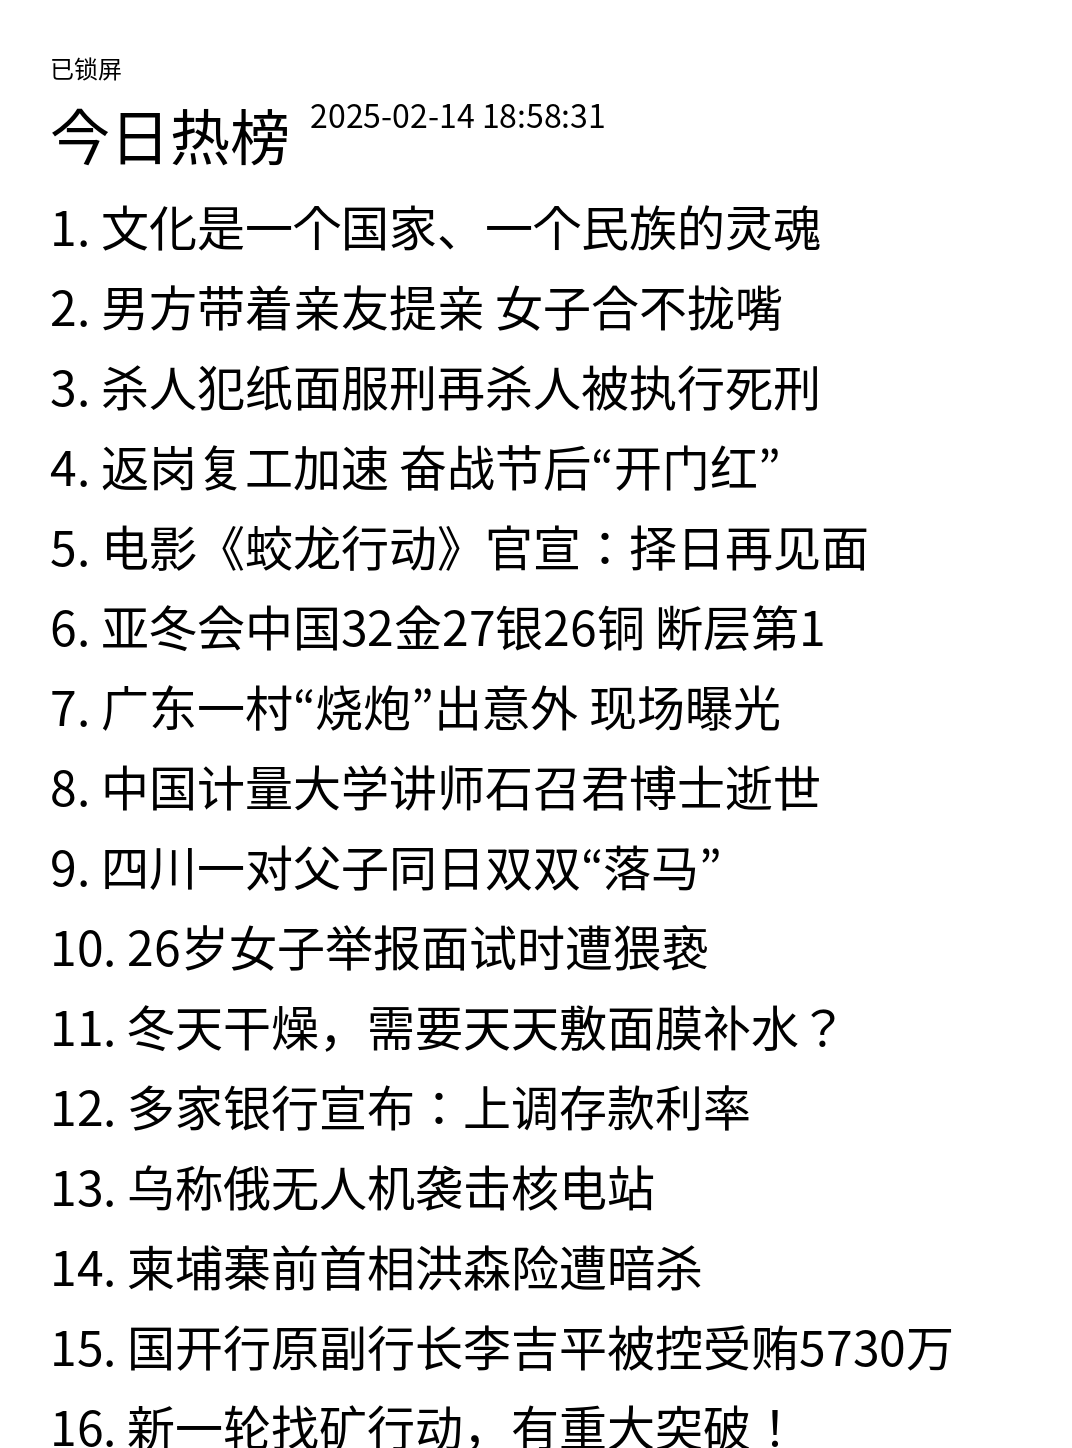 已锁屏
今日热榜 2025-02-14 18:58:31
1. 文化是一个国家、一个民族的灵魂
2. 男方带着亲友提亲 女子合不拢嘴
3. 杀人犯纸面服刑再杀人被执行死刑
4. 返岗复工加速 奋战节后“开门红”
5. 电影《蛟龙行动》官宣：择日再见面
6. 亚冬会中国32金27银26铜 断层第1
7. 广东一村“烧炮”出意外 现场曝光
8. 中国计量大学讲师石召君博士逝世
9. 四川一对父子同日双双“落马”
10. 26岁女子举报面试时遭猥亵
11. 冬天干燥，需要天天敷面膜补水？
12. 多家银行宣布：上调存款利率
13. 乌称俄无人机袭击核电站
14. 柬埔寨前首相洪森险遭暗杀
15. 国开行原副行长李吉平被控受贿5730万
16. 新一轮找矿行动，有重大突破！